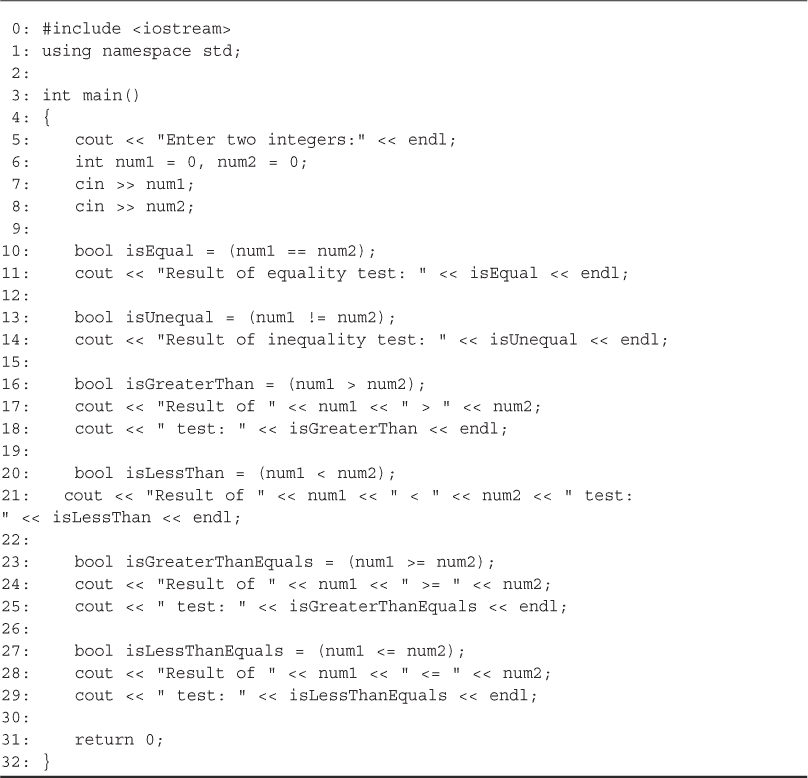 0: #include <iostream>
1: using namespace std;
2:
3: int main()
4: {
5:    cout << "Enter two integers:" << endl;
6:    int num1 = 0, num2 = 0;
7:    cin >> num1;
8:    cin >> num2;
9:
10:    bool isEqual = (num1 == num2);
11:    cout << "Result of equality test: " << isEqual << endl;
12:
13:    bool isUnequal = (num1 != num2);
14:    cout << "Result of inequality test: " << isUnequal << endl;
15:
16:    bool isGreaterThan = (num1 > num2);
17:    cout << "Result of " << num1 << " > " << num2;
18:    cout << " test: " << isGreaterThan << endl;
19:
20:    bool isLessThan = (num1 < num2);
21:   cout << "Result of " << num1 << " < " << num2 << " test:
" << isLessThan << endl;
22:
23:    bool isGreaterThanEquals = (num1 >= num2);
24:    cout << "Result of " << num1 << " >= " << num2;
25:    cout << " test: " << isGreaterThanEquals << endl;
26:
27:    bool isLessThanEquals = (num1 <= num2);
28:    cout << "Result of " << num1 << " <= " << num2;
29:    cout << " test: " << isLessThanEquals << endl;
30:
31:    return 0;
32: }